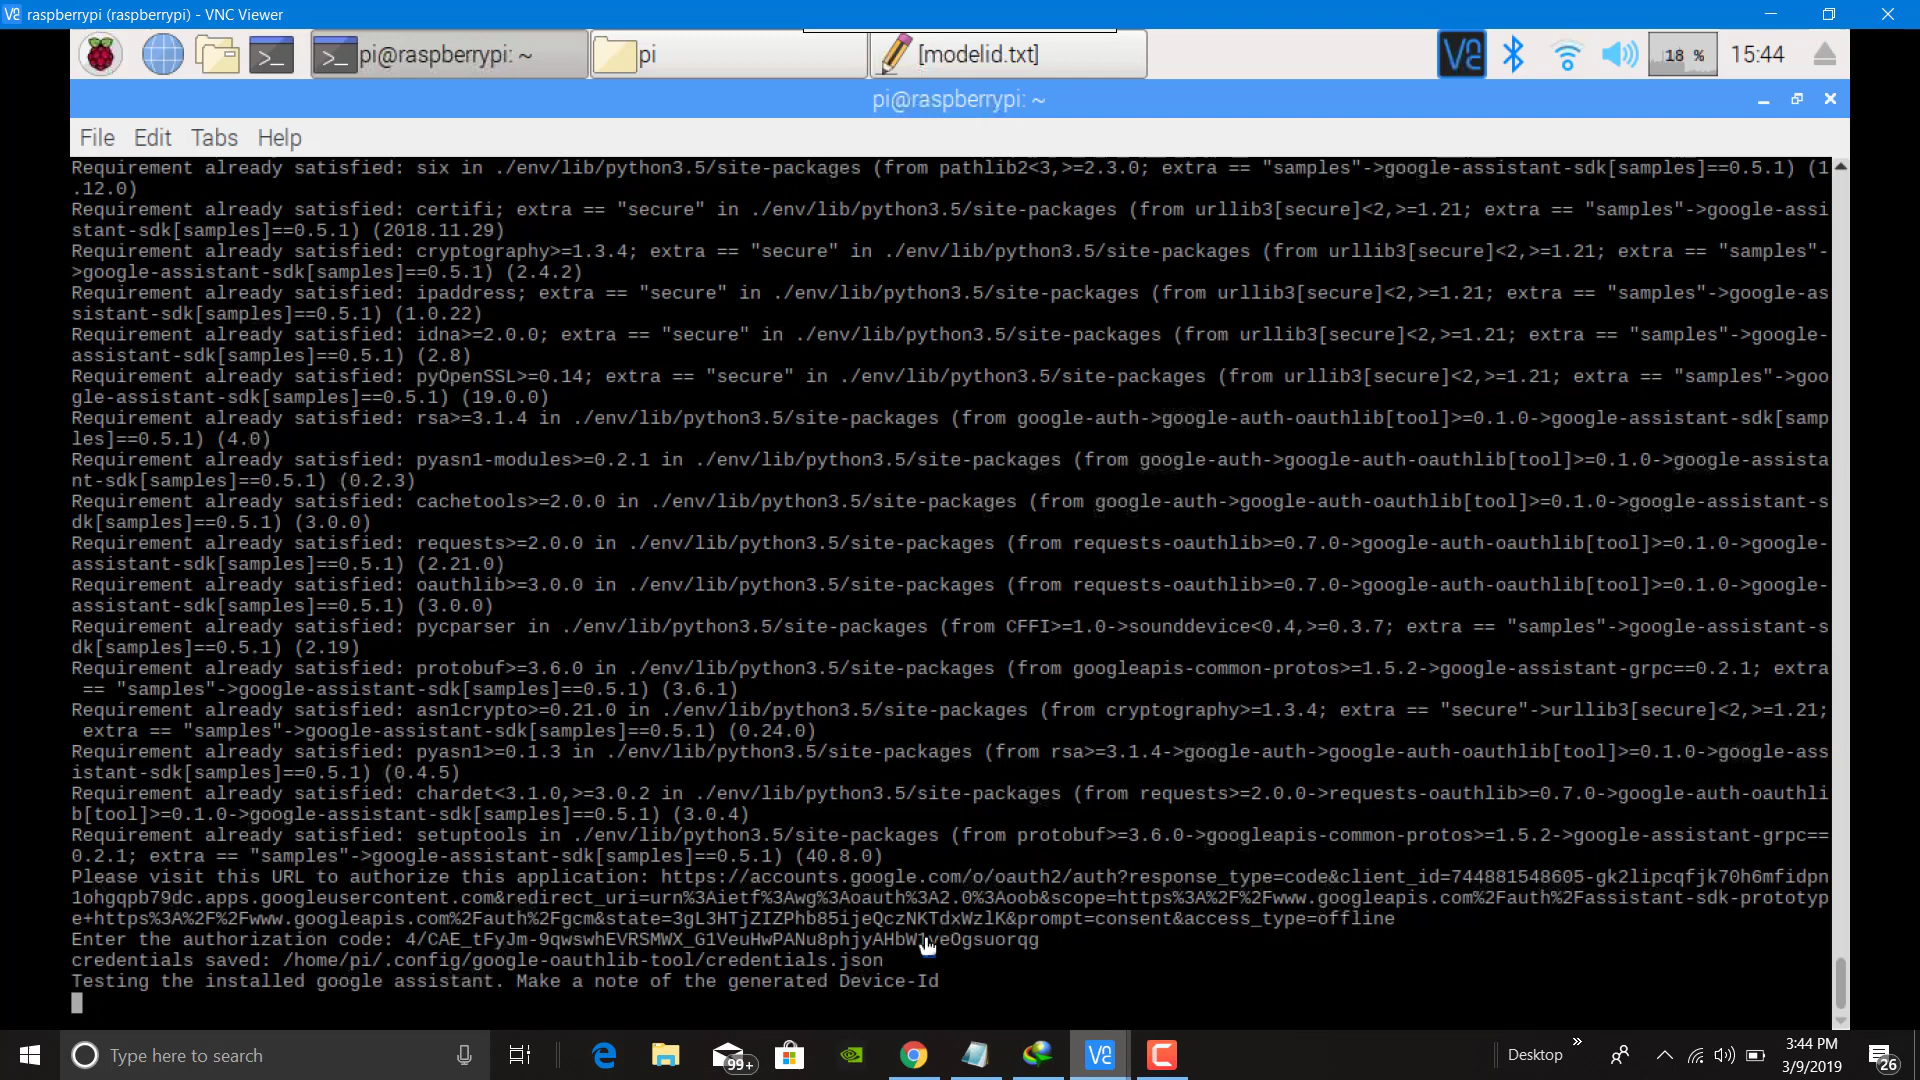 raspberrypi (raspberrypi) - VNC Viewer
pi@raspberrypi: ~
pi
[modelid.txt]
18 %
15:44
pi@raspberrypi: ~
File Edit Tabs Help
Requirement already satisfied: six in ./env/lib/python3.5/site-packages (from pathlib2<3,>=2.3.0; extra == "samples"->google-assistant-sdk[samples]==0.5.1) (1
.12.0)
Requirement already satisfied: certifi; extra == "secure" in ./env/lib/python3.5/site-packages (from urllib3[secure]<2,>=1.21; extra == "samples"->google-assi
stant-sdk[samples]==0.5.1) (2018.11.29)
Requirement already satisfied: cryptography>=1.3.4; extra == "secure" in ./env/lib/python3.5/site-packages (from urllib3[secure]<2,>=1.21; extra == "samples"-
>google-assistant-sdk[samples]==0.5.1) (2.4.2)
Requirement already satisfied: ipaddress; extra == "secure" in ./env/lib/python3.5/site-packages (from urllib3[secure]<2,>=1.21; extra == "samples"->google-as
sistant-sdk[samples]==0.5.1) (1.0.22)
Requirement already satisfied: idna>=2.0.0; extra == "secure" in ./env/lib/python3.5/site-packages (from urllib3[secure]<2,>=1.21; extra == "samples"->google-
assistant-sdk[samples]==0.5.1) (2.8)
Requirement already satisfied: pyOpenSSL>=0.14; extra == "secure" in ./env/lib/python3.5/site-packages (from urllib3[secure]<2,>=1.21; extra == "samples"->goo
gle-assistant-sdk[samples]==0.5.1) (19.0.0)
Requirement already satisfied: rsa>=3.1.4 in ./env/lib/python3.5/site-packages (from google-auth->google-auth-oauthlib[tool]>=0.1.0->google-assistant-sdk[samp
les]==0.5.1) (4.0)
Requirement already satisfied: pyasn1-modules>=0.2.1 in ./env/lib/python3.5/site-packages (from google-auth->google-auth-oauthlib[tool]>=0.1.0->google-assista
nt-sdk[samples]==0.5.1) (0.2.3)
Requirement already satisfied: cachetools>=2.0.0 in ./env/lib/python3.5/site-packages (from google-auth->google-auth-oauthlib[tool]>=0.1.0->google-assistant-s
dk[samples]==0.5.1) (3.0.0)
Requirement already satisfied: requests>=2.0.0 in ./env/lib/python3.5/site-packages (from requests-oauthlib>=0.7.0->google-auth-oauthlib[tool]>=0.1.0->google-
assistant-sdk[samples]==0.5.1) (2.21.0)
Requirement already satisfied: oauthlib>=3.0.0 in ./env/lib/python3.5/site-packages (from requests-oauthlib>=0.7.0->google-auth-oauthlib[tool]>=0.1.0->google-
assistant-sdk[samples]==0.5.1) (3.0.0)
Requirement already satisfied: pycparser in ./env/lib/python3.5/site-packages (from CFFI>=1.0->sounddevice<0.4,>=0.3.7; extra == "samples"->google-assistant-s
dk[samples]==0.5.1) (2.19)
Requirement already satisfied: protobuf>=3.6.0 in ./env/lib/python3.5/site-packages (from googleapis-common-protos>=1.5.2->google-assistant-grpc==0.2.1; extra
 == "samples"->google-assistant-sdk[samples]==0.5.1) (3.6.1)
Requirement already satisfied: asn1crypto>=0.21.0 in ./env/lib/python3.5/site-packages (from cryptography>=1.3.4; extra == "secure"->urllib3[secure]<2,>=1.21;
 extra == "samples"->google-assistant-sdk[samples]==0.5.1) (0.24.0)
Requirement already satisfied: pyasn1>=0.1.3 in ./env/lib/python3.5/site-packages (from rsa>=3.1.4->google-auth->google-auth-oauthlib[tool]>=0.1.0->google-ass
istant-sdk[samples]==0.5.1) (0.4.5)
Requirement already satisfied: chardet<3.1.0,>=3.0.2 in ./env/lib/python3.5/site-packages (from requests>=2.0.0->requests-oauthlib>=0.7.0->google-auth-oauthli
b[tool]>=0.1.0->google-assistant-sdk[samples]==0.5.1) (3.0.4)
Requirement already satisfied: setuptools in ./env/lib/python3.5/site-packages (from protobuf>=3.6.0->googleapis-common-protos>=1.5.2->google-assistant-grpc==
0.2.1; extra == "samples"->google-assistant-sdk[samples]==0.5.1) (40.8.0)
Please visit this URL to authorize this application: https://accounts.google.com/o/oauth2/auth?response_type=code&client_id=744881548605-gk2lipcqfjk70h6mfidpn
1ohgqpb79dc.apps.googleusercontent.com&redirect_uri=urn%3Aietf%3Awg%3Aoauth%3A2.0%3Aoob&scope=https%3A%2F%2Fwww.googleapis.com%2Fauth%2Fassistant-sdk-prototyp
e+https%3A%2F%2Fwww.googleapis.com%2Fauth%2Fgcm&state=3gL3HTjZIZPhb85ijeQczNKTdxWzlK&prompt=consent&access_type=offline
Enter the authorization code: 4/CAE_tFyJm-9qwswhEVRSMWX_G1VeuHwPANu8phjyAHbW1veOgsuorqg
credentials saved: /home/pi/.config/google-oauthlib-tool/credentials.json
Testing the installed google assistant. Make a note of the generated Device-Id
Type here to search
99+
Desktop
3:44 PM
3/9/2019
26